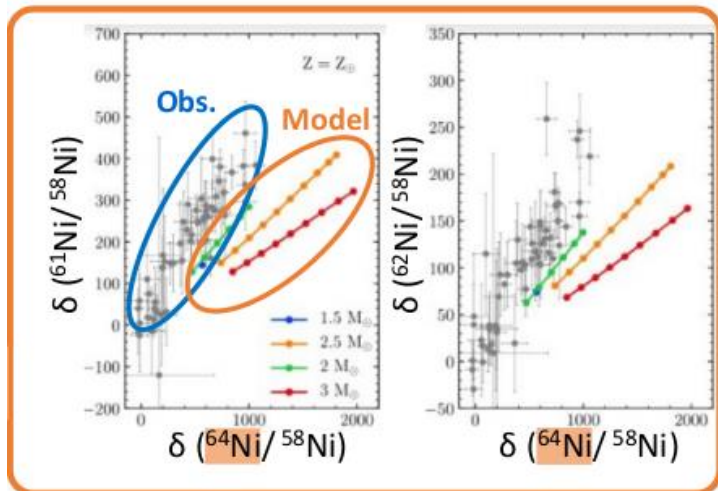 700
600
500
400
300
200
100
0
−100
−200
δ (⁶¹Ni/ ⁵⁸Ni)
Z = Z⊙
Obs.
Model
1.5 M⊙
2.5 M⊙
2 M⊙
3 M⊙
0
1000
2000
δ (⁶⁴Ni/ ⁵⁸Ni)
350
300
250
200
150
100
50
0
−50
δ (⁶²Ni/ ⁵⁸Ni)
0
1000
2000
δ (⁶⁴Ni/ ⁵⁸Ni)